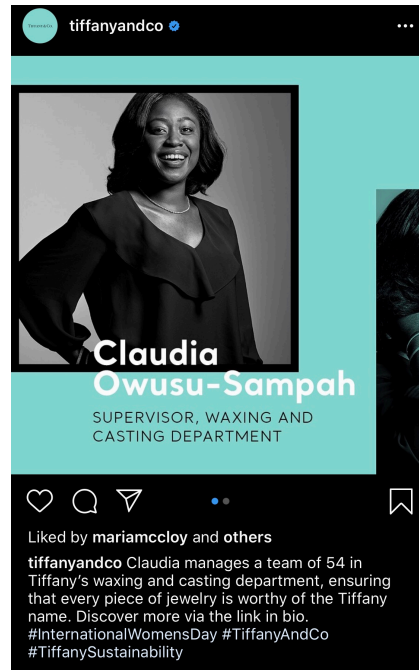 TIFFANY & CO.
tiffanyandco
Claudia
Owusu-Sampah
SUPERVISOR, WAXING AND
CASTING DEPARTMENT
Liked by mariamccloy and others
tiffanyandco Claudia manages a team of 54 in
Tiffany’s waxing and casting department, ensuring
that every piece of jewelry is worthy of the Tiffany
name. Discover more via the link in bio.
#InternationalWomensDay #TiffanyAndCo
#TiffanySustainability